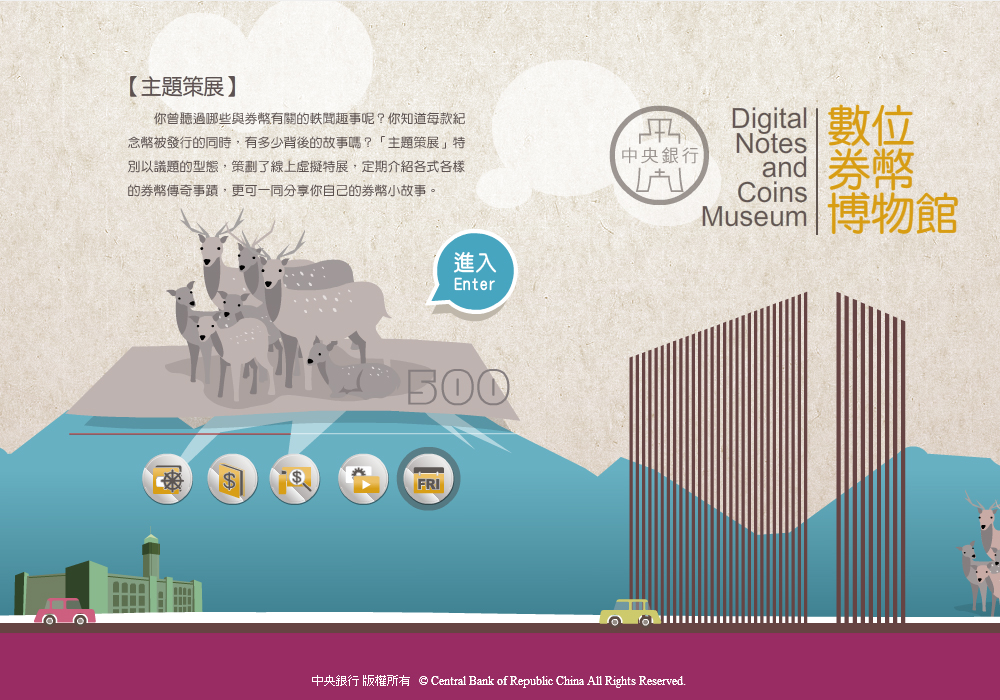 【主題策展】
你曾聽過哪些與券幣有關的軼聞趣事呢？你知道每款紀
念幣被發行的同時，有多少背後的故事嗎？「主題策展」特
別以議題的型態，策劃了線上虛擬特展，定期介紹各式各樣
的券幣傳奇事蹟，更可一同分享你自己的券幣小故事。
中央銀行
Digital
Notes
and
Coins
Museum
數位
券幣
博物館
進入
Enter
500
$
$
FRI
中央銀行 版權所有 © Central Bank of Republic China All Rights Reserved.